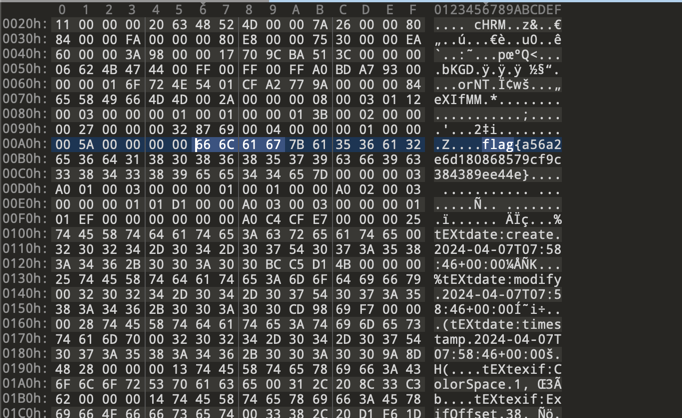 0 1 2 3 4 5 6 7 8 9 A B C D E F 0123456789ABCDEF
0020h: 11 00 00 00 20 63 48 52 4D 00 00 7A 26 00 00 80 .... cHRM..z&..€
0030h: 84 00 00 FA 00 00 00 80 E8 00 00 75 30 00 00 EA „..ú...€è..u0..ê
0040h: 60 00 00 3A 98 00 00 17 70 9C BA 51 3C 00 00 00 `..:˜...pœºQ<...
0050h: 06 62 4B 47 44 00 FF 00 FF 00 FF A0 BD A7 93 00 .bKGD.ÿ.ÿ.ÿ ½§“.
0060h: 00 00 01 6F 72 4E 54 01 CF A2 77 9A 00 00 00 84 ...orNT.Ï¢wš...„
0070h: 65 58 49 66 4D 4D 00 2A 00 00 00 08 00 03 01 12 eXIfMM.*........
0080h: 00 03 00 00 00 01 00 01 00 00 01 3B 00 02 00 00 ...........;....
0090h: 00 27 00 00 00 32 87 69 00 04 00 00 00 01 00 00 .'...2‡i........
00A0h: 00 5A 00 00 00 00 66 6C 61 67 7B 61 35 36 61 32 .Z....flag{a56a2
00B0h: 65 36 64 31 38 30 38 36 38 35 37 39 63 66 39 63 e6d180868579cf9c
00C0h: 33 38 34 33 38 39 65 65 34 34 65 7D 00 00 00 03 384389ee44e}....
00D0h: A0 01 00 03 00 00 00 01 00 01 00 00 A0 02 00 03
00E0h: 00 00 00 01 01 D1 00 00 A0 03 00 03 00 00 00 01
00F0h: 01 EF 00 00 00 00 00 00 A0 C4 CF E7 00 00 00 25 .ï...... ÄÏç...%
0100h: 74 45 58 74 64 61 74 65 3A 63 72 65 61 74 65 00 tEXtdate:create.
0110h: 32 30 32 34 2D 30 34 2D 30 37 54 30 37 3A 35 38 2024-04-07T07:58
0120h: 3A 34 36 2B 30 30 3A 30 30 BC C5 D1 4B 00 00 00 :46+00:00¼ÅÑK...
0130h: 25 74 45 58 74 64 61 74 65 3A 6D 6F 64 69 66 79 %tEXtdate:modify
0140h: 00 32 30 32 34 2D 30 34 2D 30 37 54 30 37 3A 35 .2024-04-07T07:5
0150h: 38 3A 34 36 2B 30 30 3A 30 30 CD 98 69 F7 00 00 8:46+00:00Í˜i÷..
0160h: 00 28 74 45 58 74 64 61 74 65 3A 74 69 6D 65 73 .(tEXtdate:times
0170h: 74 61 6D 70 00 32 30 32 34 2D 30 34 2D 30 37 54 tamp.2024-04-07T
0180h: 30 37 3A 35 38 3A 34 36 2B 30 30 3A 30 30 9A 8D 07:58:46+00:00š.
0190h: 48 28 00 00 00 13 74 45 58 74 65 78 69 66 3A 43 H(....tEXtexif:C
01A0h: 6F 6C 6F 72 53 70 61 63 65 00 31 2C 20 8C 33 C3 olorSpace.1, Œ3Ã
01B0h: 62 00 00 00 14 74 45 58 74 65 78 69 66 3A 45 78 b....tEXtexif:Ex
01C0h: 69 66 4F 66 66 73 65 74 00 33 38 2C 20 D1 F6 1D ifOffset.38, Ñö.